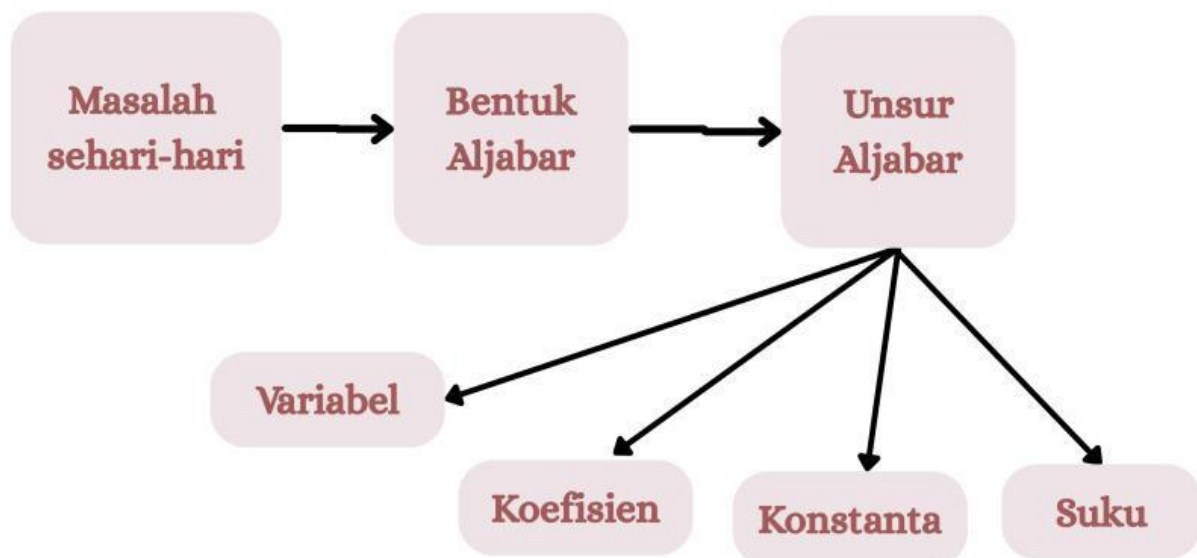 Masalah
sehari-hari
Bentuk
Aljabar
Unsur
Aljabar
Variabel
Koefisien
Konstanta
Suku